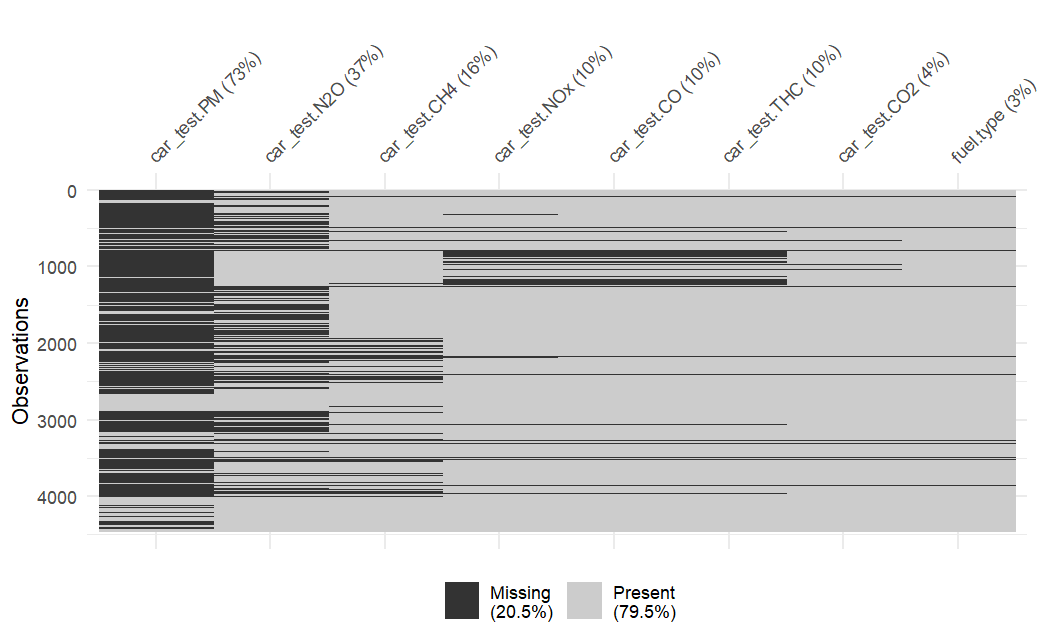 car_test.PM (73%)
car_test.N2O (37%)
car_test.CH4 (16%)
car_test.NOx (10%)
car_test.CO (10%)
car_test.THC (10%)
car_test.CO2 (4%)
fuel.type (3%)
0
1000
2000
3000
4000
Observations
Missing
(20.5%)
Present
(79.5%)